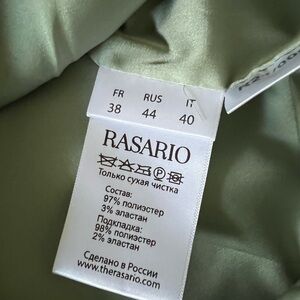 FR RUS IT
38 44 40
RASARIO
Только сухая чистка
Состав:
97% полиэстер
3% эластан
Подкладка:
98% полиэстер
2% эластан
Сделано в России
www.therasario.com